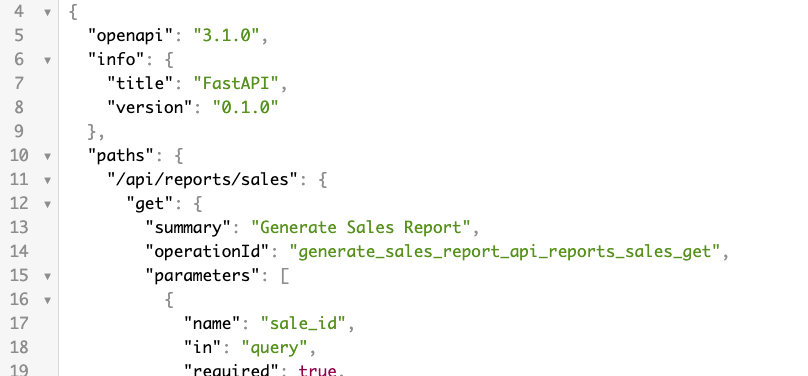 4 {
5 "openapi": "3.1.0",
6 "info": {
7 "title": "FastAPI",
8 "version": "0.1.0"
9 },
10 "paths": {
11 "/api/reports/sales": {
12 "get": {
13 "summary": "Generate Sales Report",
14 "operationId": "generate_sales_report_api_reports_sales_get",
15 "parameters": [
16 {
17 "name": "sale_id",
18 "in": "query",
19 "required": true,